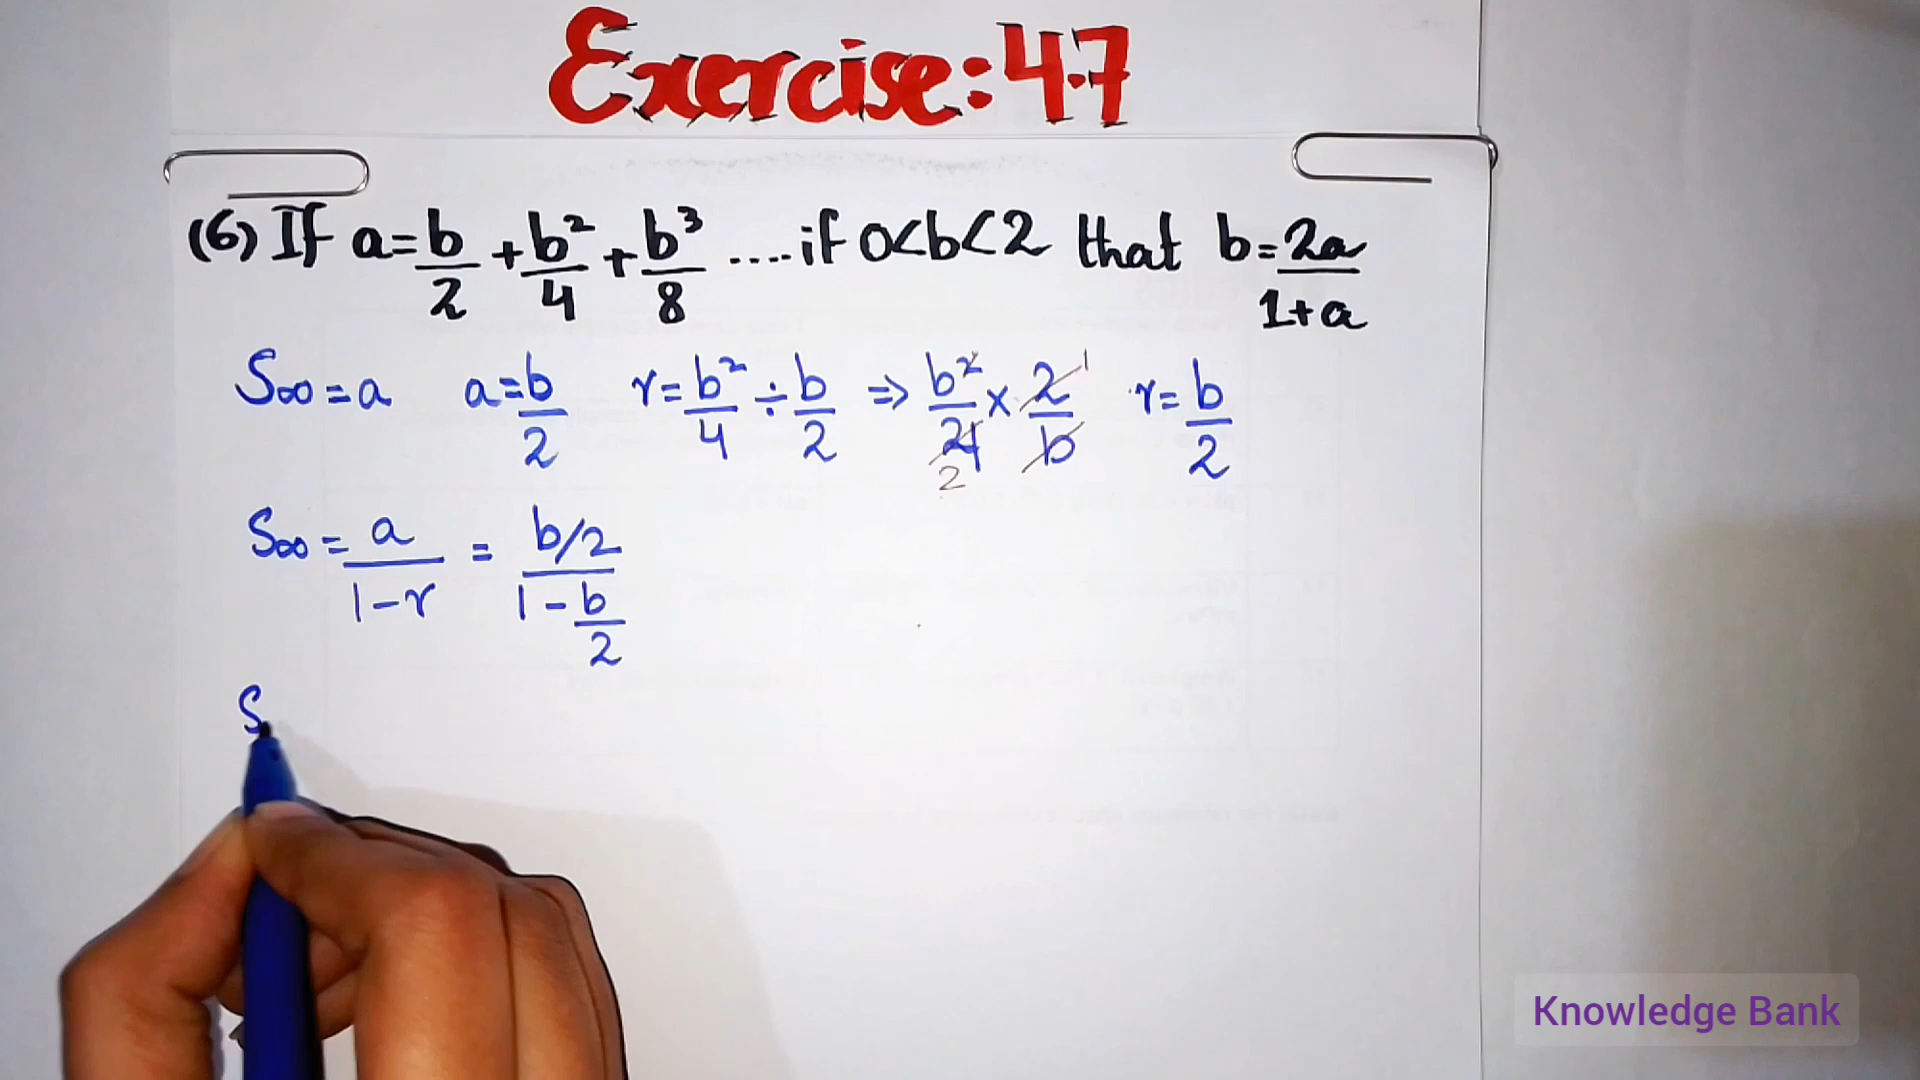 Exercise: 4.7
(6) If a = b/2 + b²/4 + b³/8 .... if 0<b<2 that b = 2a/1+a
S∞ = a a = b/2 r = b²/4 ÷ b/2 ⇒ b²/4 × 2/b r = b/2
S∞ = a/1-r = b/2/1 - b/2
S
Knowledge Bank